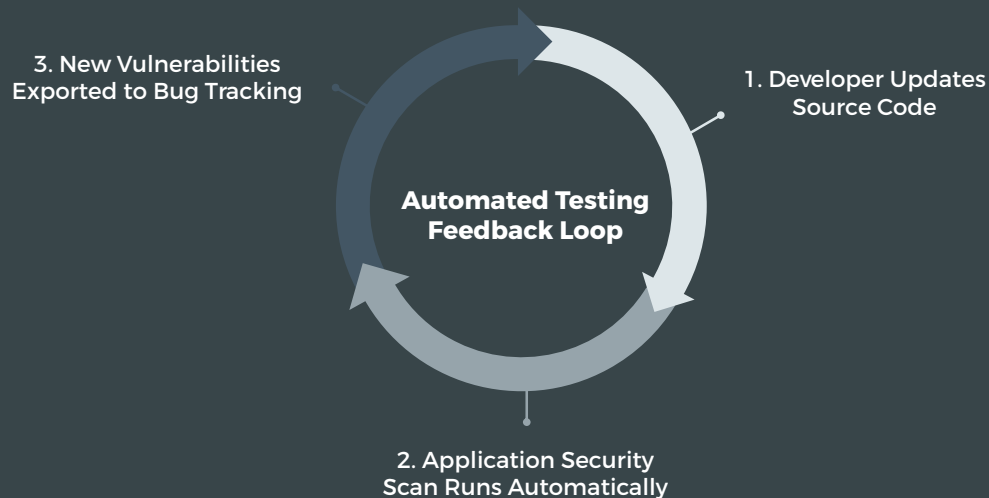 3. New Vulnerabilities
Exported to Bug Tracking
1. Developer Updates
Source Code
Automated Testing
Feedback Loop
2. Application Security
Scan Runs Automatically